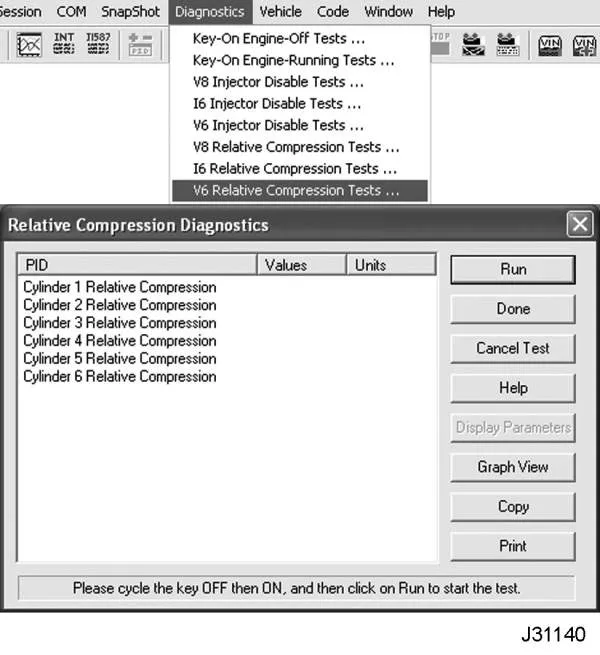 Session COM SnapShot Diagnostics Vehicle Code Window Help
INT II587 PID STOP VIN VIN
Key-On Engine-Off Tests ...
Key-On Engine-Running Tests ...
V8 Injector Disable Tests ...
I6 Injector Disable Tests ...
V6 Injector Disable Tests ...
V8 Relative Compression Tests ...
I6 Relative Compression Tests ...
V6 Relative Compression Tests ...
Relative Compression Diagnostics
PID Values Units
Cylinder 1 Relative Compression
Cylinder 2 Relative Compression
Cylinder 3 Relative Compression
Cylinder 4 Relative Compression
Cylinder 5 Relative Compression
Cylinder 6 Relative Compression
Run
Done
Cancel Test
Help
Display Parameters
Graph View
Copy
Print
Please cycle the key OFF then ON, and then click on Run to start the test.
J31140